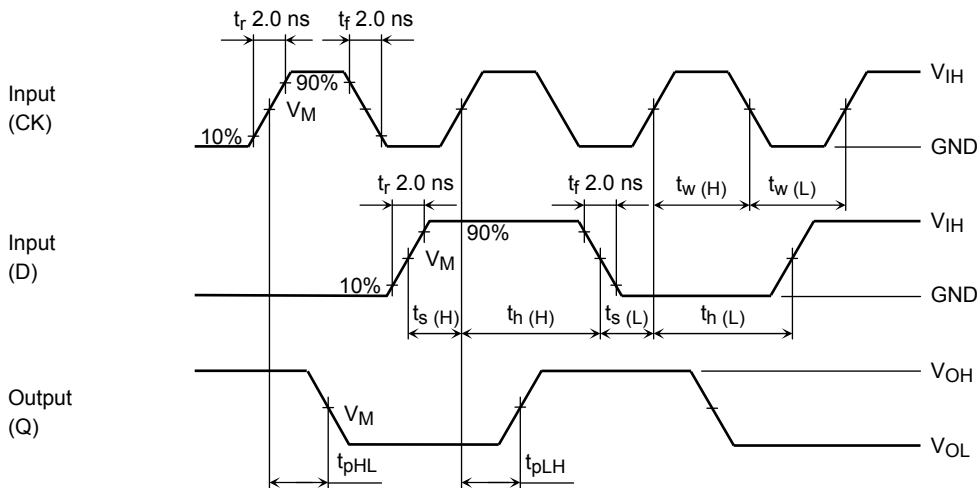 tr 2.0 ns tf 2.0 ns
Input
(CK)
90%
VM
10%
VIH
GND
tr 2.0 ns tf 2.0 ns tw (H) tw (L)
Input
(D)
90%
VM
10%
VIH
GND
ts (H) th (H) ts (L) th (L)
Output
(Q)
VM
VOH
VOL
tpHL tpLH